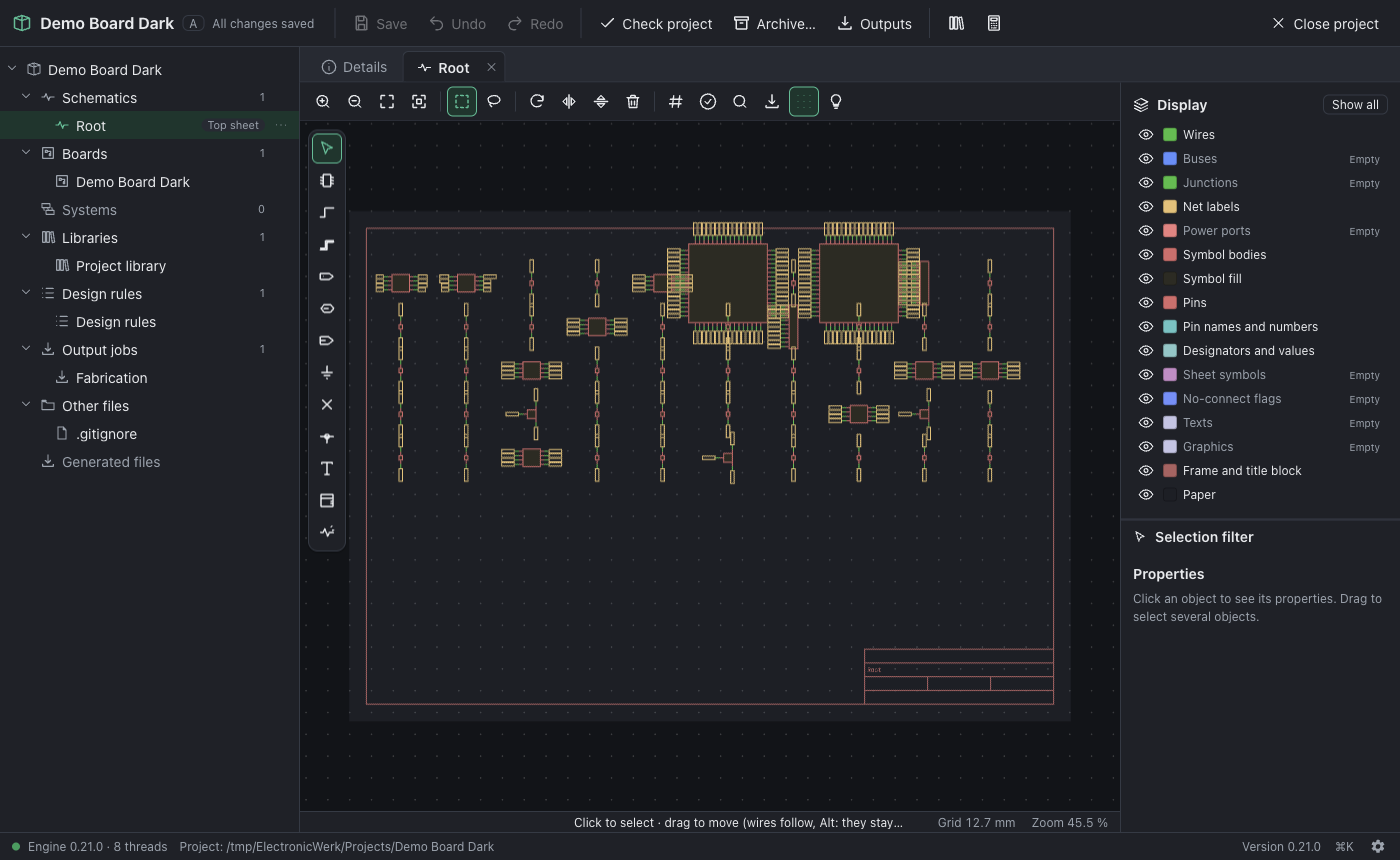 Demo Board Dark A All changes saved Save Undo Redo Check project Archive... Outputs Close project
Demo Board Dark
Schematics 1
Root Top sheet ...
Boards 1
Demo Board Dark
Systems 0
Libraries 1
Project library
Design rules 1
Design rules
Output jobs 1
Fabrication
Other files
.gitignore
Generated files
Details Root
Root
Display Show all
Wires
Buses Empty
Junctions Empty
Net labels
Power ports Empty
Symbol bodies
Symbol fill
Pins
Pin names and numbers
Designators and values
Sheet symbols Empty
No-connect flags Empty
Texts Empty
Graphics Empty
Frame and title block
Paper
Selection filter
Properties
Click an object to see its properties. Drag to
select several objects.
Click to select · drag to move (wires follow, Alt: they stay... Grid 12.7 mm Zoom 45.5 %
Engine 0.21.0 · 8 threads Project: /tmp/ElectronicWerk/Projects/Demo Board Dark Version 0.21.0 ⌘K